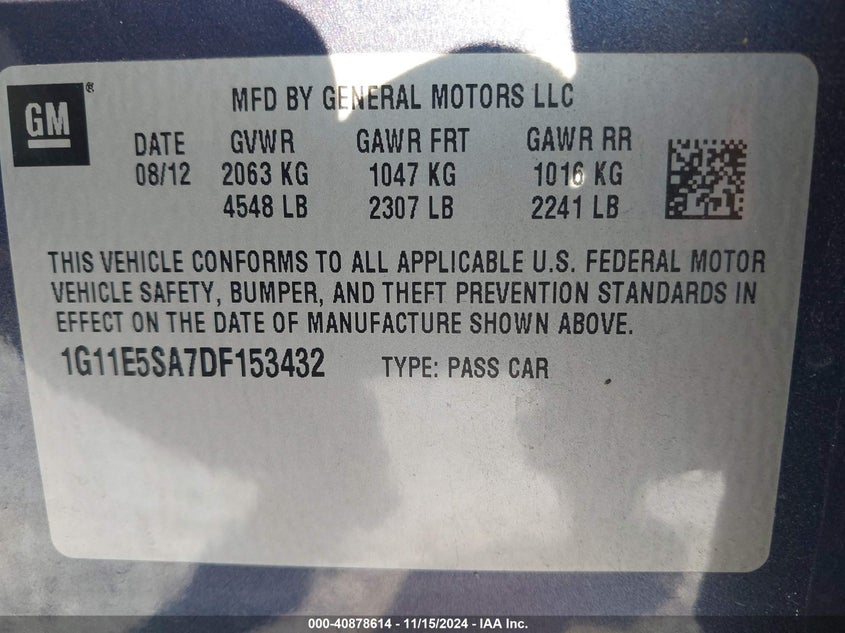 GM ®
MFD BY GENERAL MOTORS LLC
DATE GVWR GAWR FRT GAWR RR
08/12 2063 KG 1047 KG 1016 KG
4548 LB 2307 LB 2241 LB
THIS VEHICLE CONFORMS TO ALL APPLICABLE U.S. FEDERAL MOTOR
VEHICLE SAFETY, BUMPER, AND THEFT PREVENTION STANDARDS IN
EFFECT ON THE DATE OF MANUFACTURE SHOWN ABOVE.
1G11E5SA7DF153432 TYPE: PASS CAR
000-40878614 - 11/15/2024 - IAA Inc.